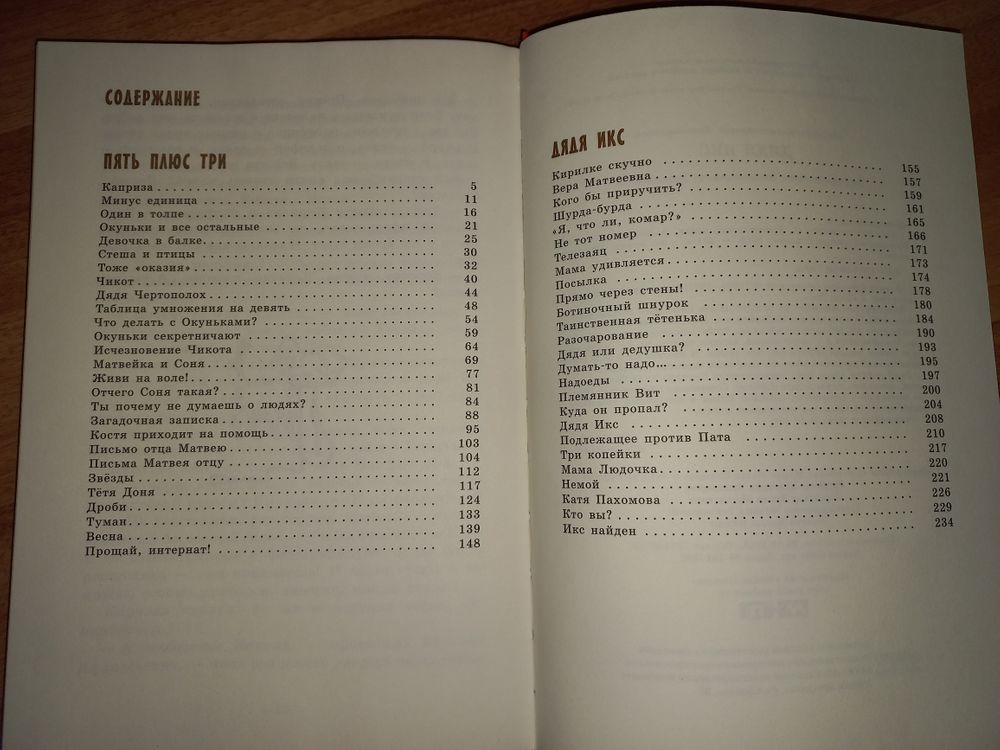 СОДЕРЖАНИЕ
ПЯТЬ ПЛЮС ТРИ
Каприза . . . . . . . . . . . . . . . . . . . . 5
Минус единица . . . . . . . . . . . . . . . . . . . . 11
Один в толпе . . . . . . . . . . . . . . . . . . . . 16
Окуньки и все остальные . . . . . . . . . . . . . . . . . . . . 21
Девочка в балке. . . . . . . . . . . . . . . . . . . . 25
Стеша и птицы . . . . . . . . . . . . . . . . . . . . 30
Тоже «оказия» . . . . . . . . . . . . . . . . . . . . 32
Чикот . . . . . . . . . . . . . . . . . . . . 40
Дядя Чертополох . . . . . . . . . . . . . . . . . . . . 44
Таблица умножения на девять . . . . . . . . . . . . . . . . . . . . 48
Что делать с Окуньками? . . . . . . . . . . . . . . . . . . . . 54
Окуньки секретничают . . . . . . . . . . . . . . . . . . . . 59
Исчезновение Чикота . . . . . . . . . . . . . . . . . . . . 64
Матвейка и Соня . . . . . . . . . . . . . . . . . . . . 69
Живи на воле! . . . . . . . . . . . . . . . . . . . . 77
Отчего Соня такая? . . . . . . . . . . . . . . . . . . . . 81
Ты почему не думаешь о людях? . . . . . . . . . . . . . . . . . . . . 84
Загадочная записка . . . . . . . . . . . . . . . . . . . . 88
Костя приходит на помощь . . . . . . . . . . . . . . . . . . . . 95
Письмо отца Матвею . . . . . . . . . . . . . . . . . . . . 103
Письма Матвея отцу . . . . . . . . . . . . . . . . . . . . 104
Звёзды . . . . . . . . . . . . . . . . . . . . 112
Тётя Доня . . . . . . . . . . . . . . . . . . . . 117
Дроби . . . . . . . . . . . . . . . . . . . . 124
Туман . . . . . . . . . . . . . . . . . . . . 133
Весна . . . . . . . . . . . . . . . . . . . . 139
Прощай, интернат! . . . . . . . . . . . . . . . . . . . . 148
ДЯДЯ ИКС
Кирилке скучно . . . . . . . . . . . . . . . . . . . . 155
Вера Матвеевна . . . . . . . . . . . . . . . . . . . . 157
Кого бы приручить? . . . . . . . . . . . . . . . . . . . . 159
Шурда-бурда . . . . . . . . . . . . . . . . . . . . 161
«Я, что ли, комар?» . . . . . . . . . . . . . . . . . . . . 165
Не тот номер . . . . . . . . . . . . . . . . . . . . 166
Телезаяц . . . . . . . . . . . . . . . . . . . . 171
Мама удивляется . . . . . . . . . . . . . . . . . . . . 173
Посылка . . . . . . . . . . . . . . . . . . . . 174
Прямо через стены! . . . . . . . . . . . . . . . . . . . . 178
Ботиночный шнурок . . . . . . . . . . . . . . . . . . . . 180
Таинственная тётенька . . . . . . . . . . . . . . . . . . . . 184
Разочарование . . . . . . . . . . . . . . . . . . . . 190
Дядя или дедушка? . . . . . . . . . . . . . . . . . . . . 193
Думать-то надо... . . . . . . . . . . . . . . . . . . . . 195
Надоеды . . . . . . . . . . . . . . . . . . . . 197
Племянник Вит . . . . . . . . . . . . . . . . . . . . 200
Куда он пропал? . . . . . . . . . . . . . . . . . . . . 204
Дядя Икс . . . . . . . . . . . . . . . . . . . . 208
Подлежащее против Пата . . . . . . . . . . . . . . . . . . . . 210
Три копейки . . . . . . . . . . . . . . . . . . . . 217
Мама Людочка . . . . . . . . . . . . . . . . . . . . 220
Немой . . . . . . . . . . . . . . . . . . . . 221
Катя Пахомова . . . . . . . . . . . . . . . . . . . . 226
Кто вы? . . . . . . . . . . . . . . . . . . . . 229
Икс найден . . . . . . . . . . . . . . . . . . . . 234